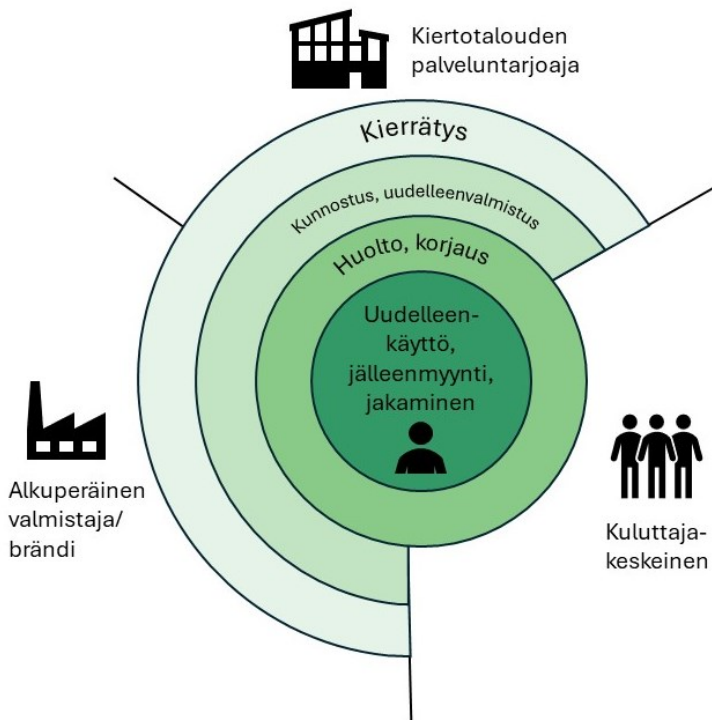 Kiertotalouden
palveluntarjoaja
Kierrätys
Kunnostus, uudelleenvalmistus
Huolto, korjaus
Uudelleen-
käyttö,
jälleenmyynti,
jakaminen
Alkuperäinen
valmistaja/
brändi
Kuluttaja-
keskeinen